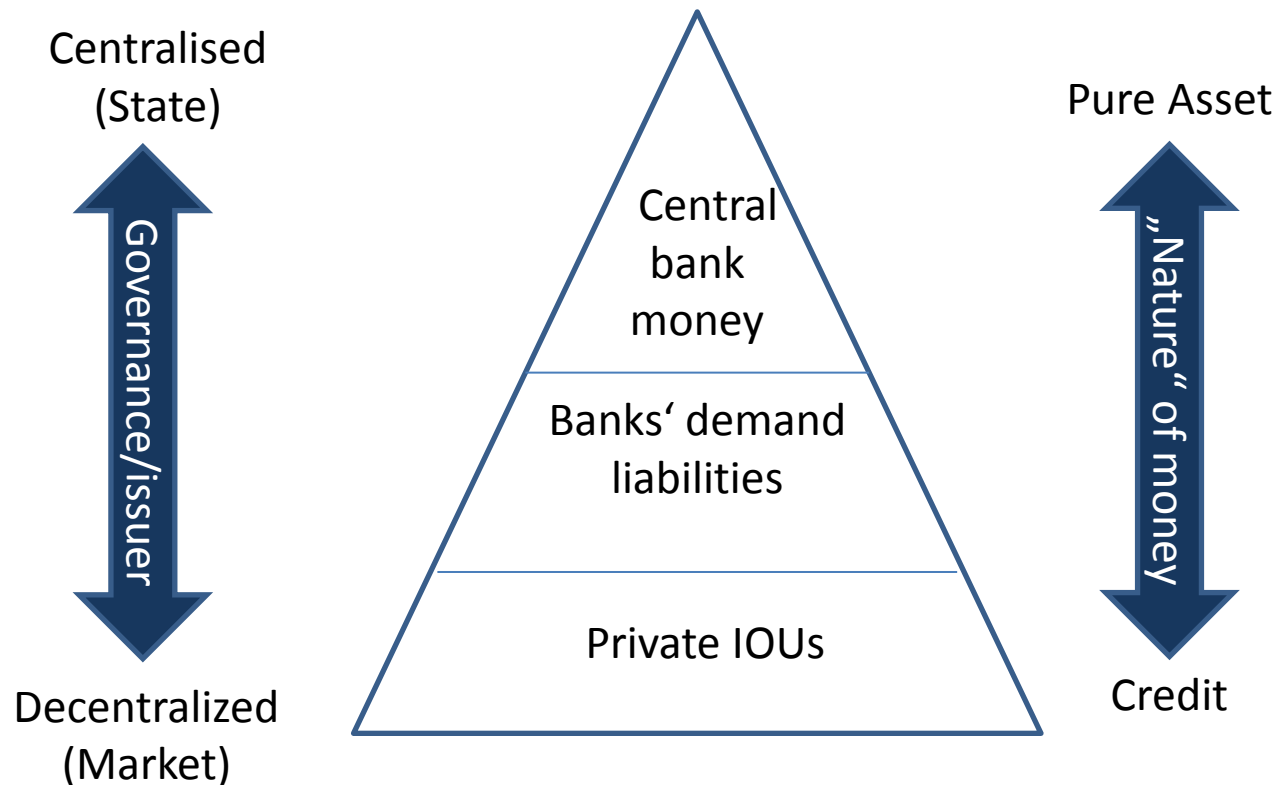 Centralised
(State)
Governance/issuer
Decentralized
(Market)
Central
bank
money
Banks‘ demand
liabilities
Private IOUs
Pure Asset
„Nature“ of money
Credit